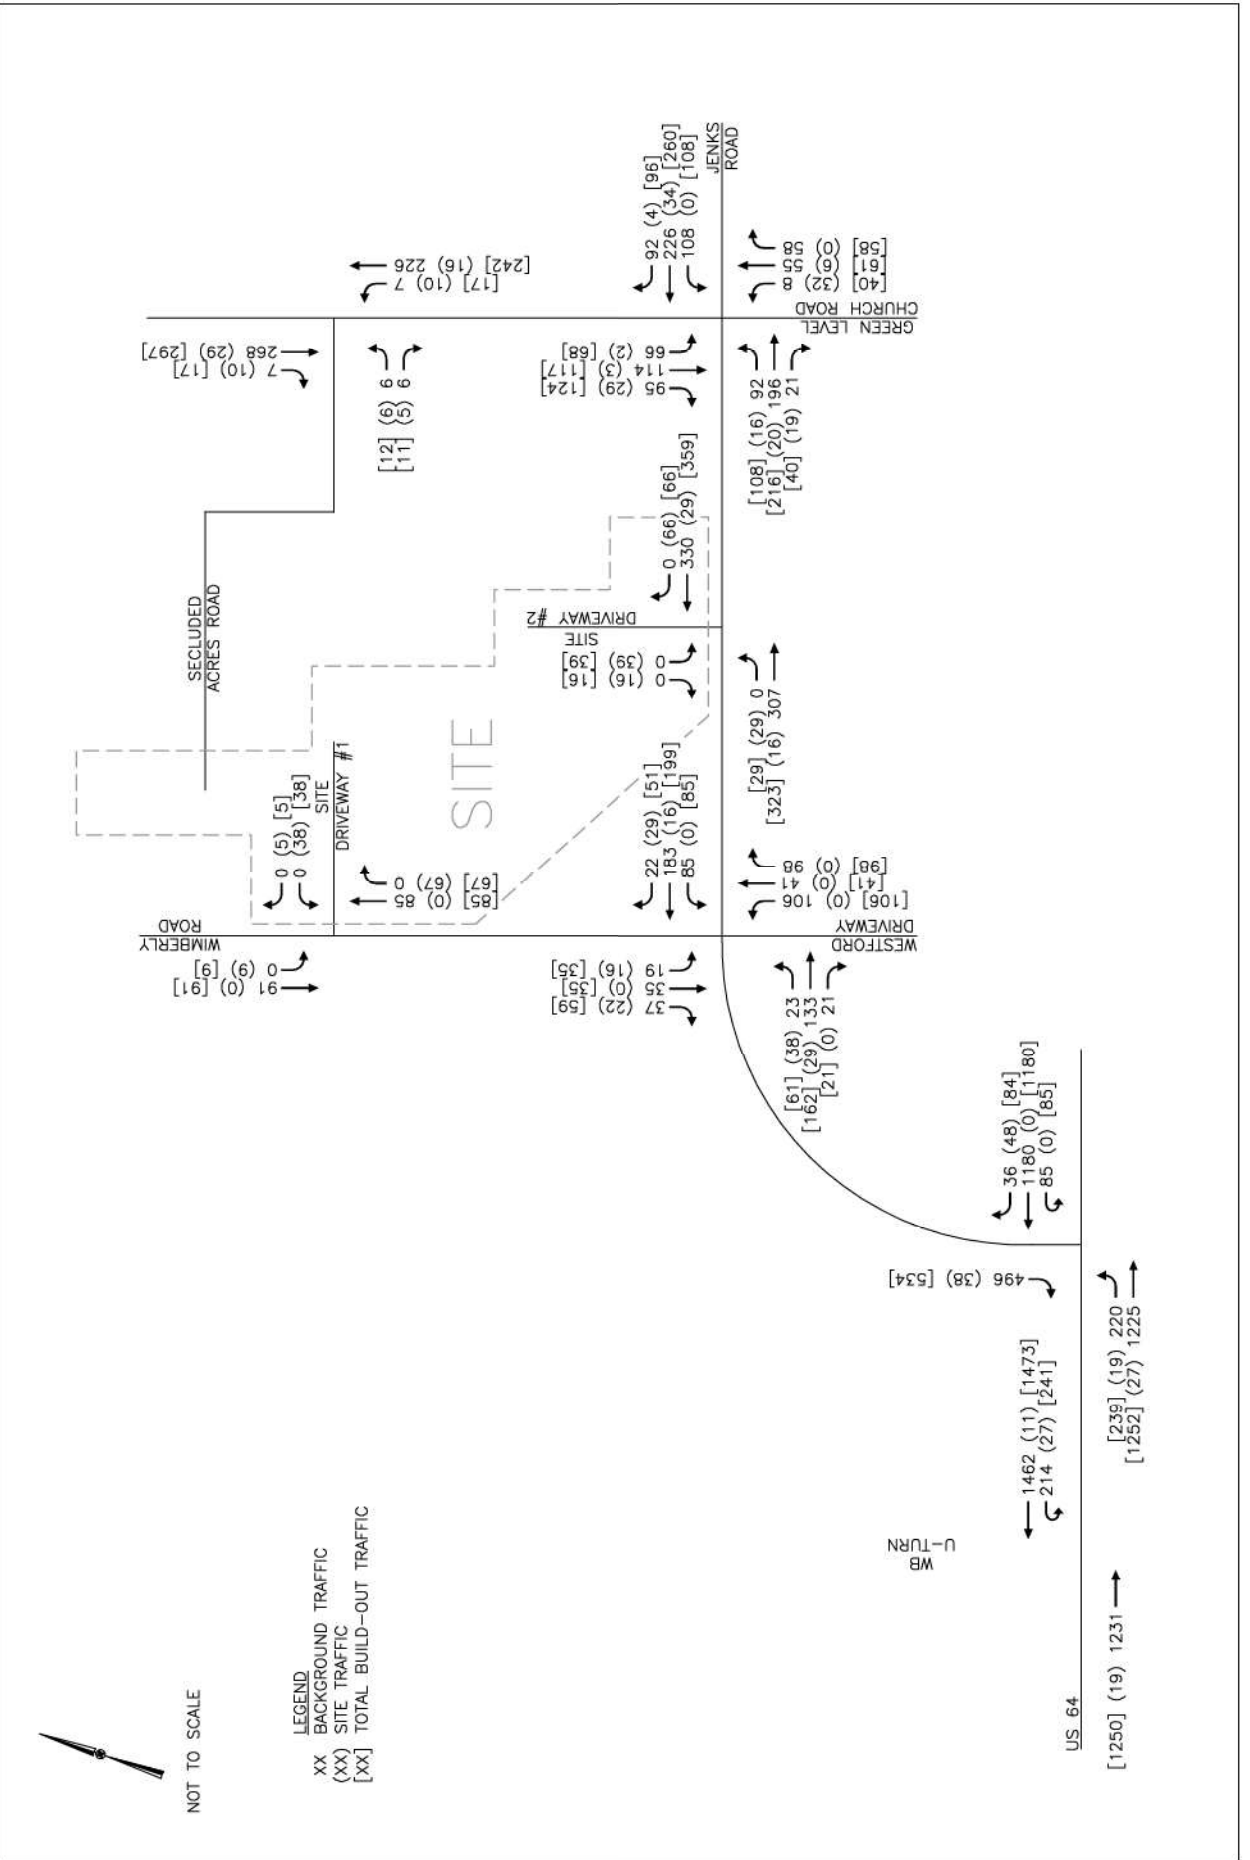 NOT TO SCALE
LEGEND
XX BACKGROUND TRAFFIC
(XX) SITE TRAFFIC
[XX] TOTAL BUILD-OUT TRAFFIC
SECLUDED
ACRES ROAD
268 (29) [297]
7 (10) [17]
[242] (16) 226
[17] (10) 7
[12] (6) 6
[11] (5) 6
92 (4) [96]
226 (34) [260]
108 (0) [108]
JENKS
ROAD
[58] (0) 58
[61] (6) 55
[40] (32) 8
GREEN LEVEL
CHURCH ROAD
66 (2) [68]
114 (3) [117]
95 (29) [124]
[108] (16) 92
[216] (20) 196
[40] (19) 21
0 (66) [66]
330 (29) [359]
SITE
DRIVEWAY #2
0 (39) [39]
0 (16) [16]
[29] (29) 0
[323] (16) 307
SITE
0 (5) [5]
0 (38) [38]
SITE
DRIVEWAY #1
[67] (67) 0
[85] (0) 85
WIMBERLY
ROAD
0 (9) [9]
91 (0) [91]
22 (29) [51]
183 (16) [199]
85 (0) [85]
[98] (0) 98
[41] (0) 41
[106] (0) 106
WESTFORD
DRIVEWAY
19 (16) [35]
35 (0) [35]
37 (22) [59]
[61] (38) 23
[162] (29) 133
[21] (0) 21
36 (48) [84]
1180 (0) [1180]
85 (0) [85]
496 (38) [534]
[239] (19) 220
[1252] (27) 1225
1462 (11) [1473]
214 (27) [241]
WB
U-TURN
US 64
[1250] (19) 1231